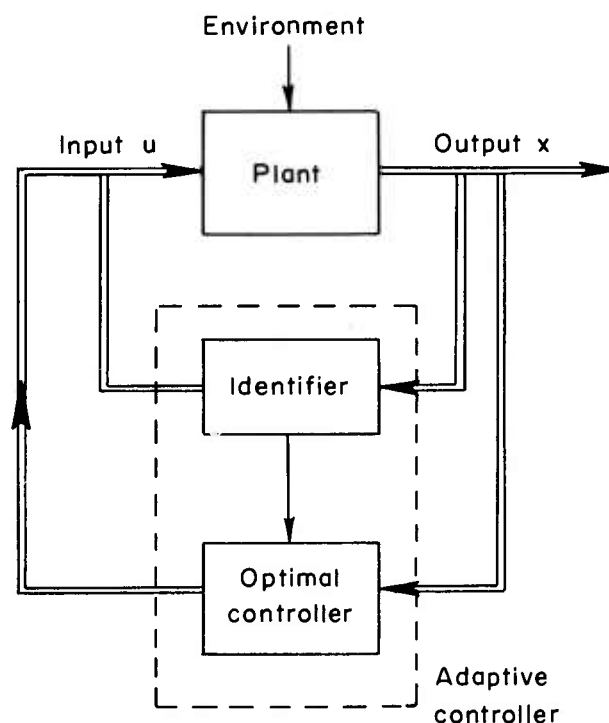 Environment
Input u
Output x
Plant
Identifier
Optimal
controller
Adaptive
controller